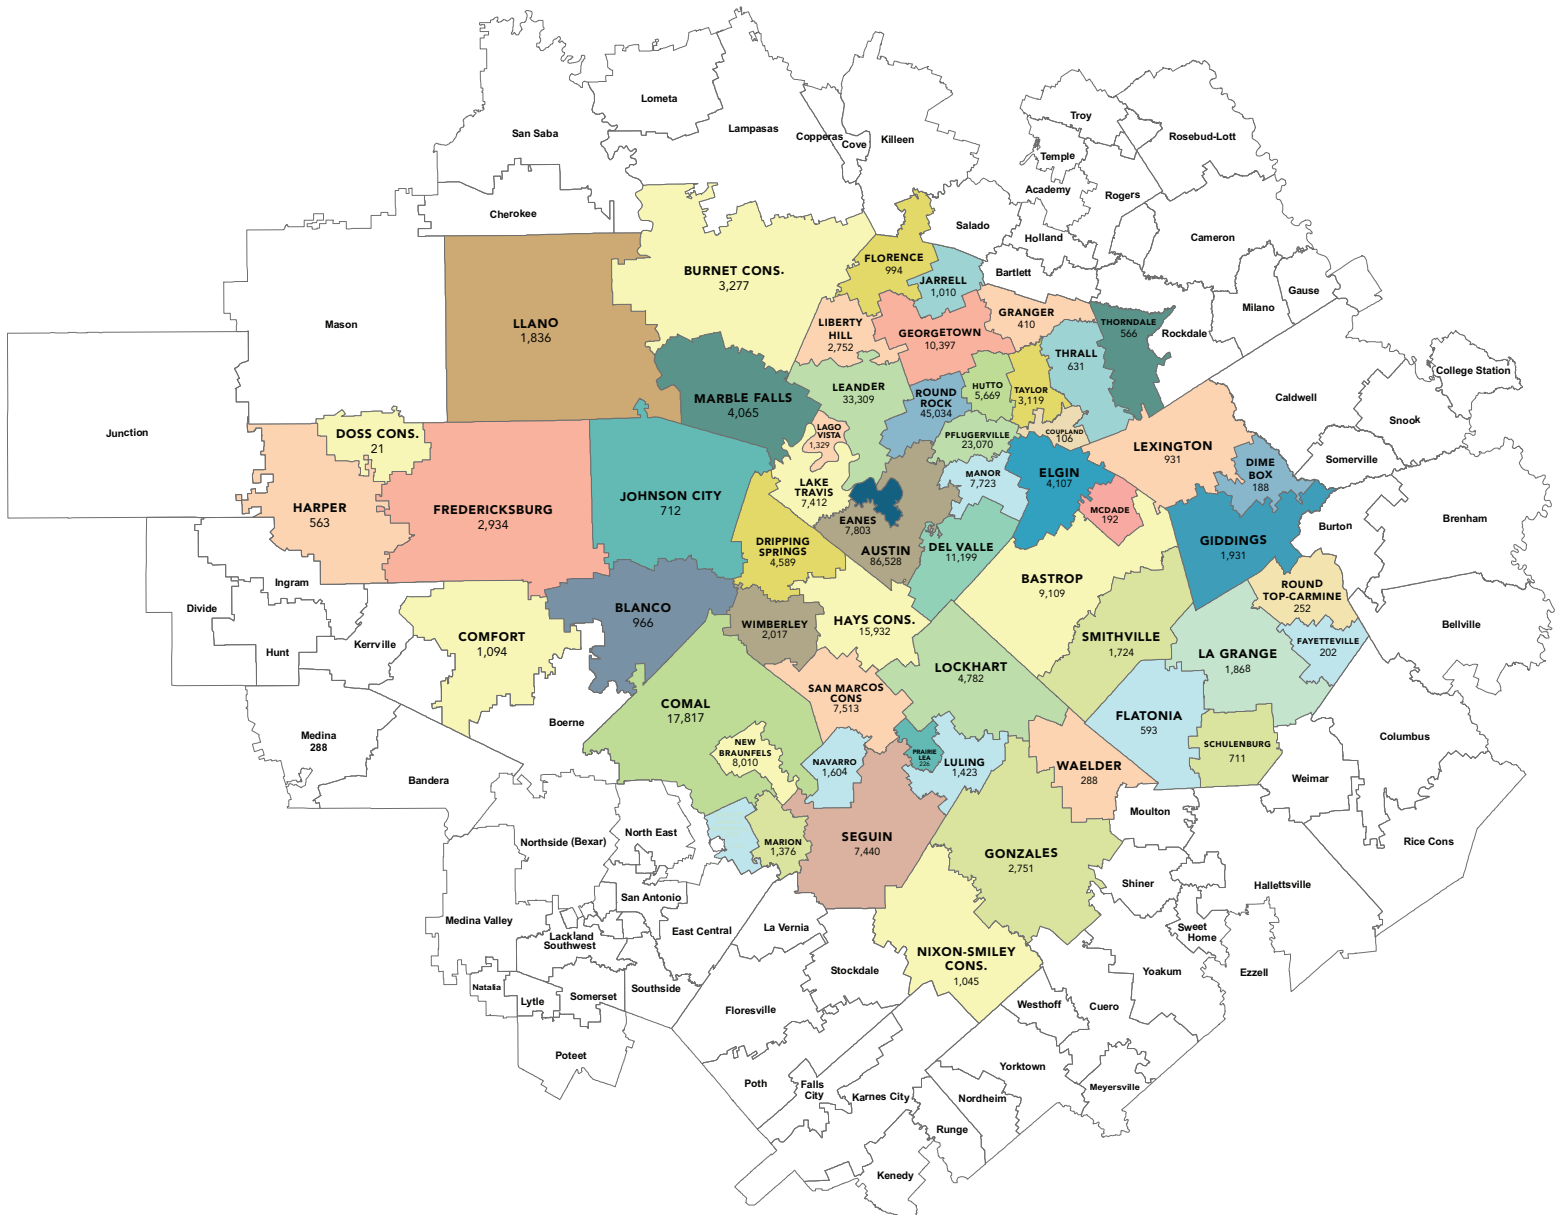 Lometa
San Saba
Lampasas
Copperas
Cove
Killeen
Troy
Rosebud-Lott
Temple
Academy
Rogers
Cherokee
Salado
Holland
Cameron
Bartlett
Milano
Gause
Rockdale
Mason
BURNET CONS.
3,277
FLORENCE
994
JARRELL
1,010
LLANO
1,836
LIBERTY
HILL
2,752
GEORGETOWN
10,397
GRANGER
410
THORNDALE
566
THRALL
631
College Station
Caldwell
Snook
Somerville
Junction
DOSS CONS.
21
MARBLE FALLS
4,065
LEANDER
33,309
ROUND
ROCK
45,034
HUTTO
5,669
TAYLOR
3,119
COUPLAND
106
LAGO
VISTA
1,329
PFLUGERVILLE
23,070
LEXINGTON
931
DIME
BOX
188
HARPER
563
FREDERICKSBURG
2,934
JOHNSON CITY
712
LAKE
TRAVIS
7,412
MANOR
7,723
ELGIN
4,107
MCDADE
192
EANES
7,803
AUSTIN
86,528
DEL VALLE
11,199
DRIPPING
SPRINGS
4,589
GIDDINGS
1,931
Burton
Brenham
Ingram
Divide
Hunt
Kerrville
BASTROP
9,109
ROUND
TOP-CARMINE
252
Bellville
COMFORT
1,094
BLANCO
966
WIMBERLEY
2,017
HAYS CONS.
15,932
SMITHVILLE
1,724
FAYETTEVILLE
202
LA GRANGE
1,868
LOCKHART
4,782
SAN MARCOS
CONS
7,513
COMAL
17,817
Boerne
FLATONIA
593
SCHULENBURG
711
Columbus
Medina
288
Bandera
NEW
BRAUNFELS
8,010
NAVARRO
1,604
PRAIRIE
LEA
226
LULING
1,423
WAELDER
288
Weimar
Moulton
Northside (Bexar)
North East
MARION
1,376
SEGUIN
7,440
GONZALES
2,751
Rice Cons
Shiner
Hallettsville
San Antonio
Medina Valley
Lackland
Southwest
East Central
La Vernia
Sweet
Home
NIXON-SMILEY
CONS.
1,045
Stockdale
Yoakum
Ezzell
Natalia
Lytle
Somerset
Southside
Floresville
Westhoff
Cuero
Poteet
Poth
Falls
City
Karnes City
Yorktown
Nordheim
Meyersville
Runge
Kenedy